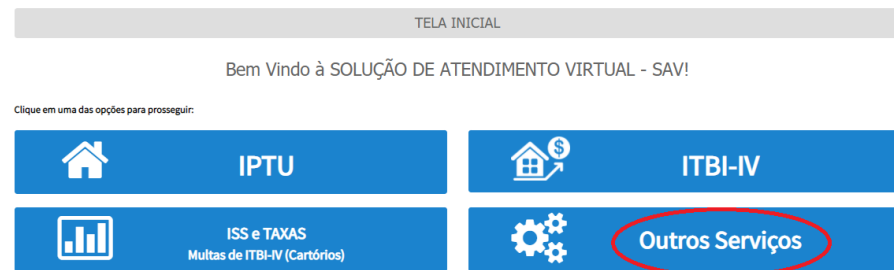 TELA INICIAL
Bem Vindo à SOLUÇÃO DE ATENDIMENTO VIRTUAL - SAV!
Clique em uma das opções para prosseguir:
IPTU
ITBI-IV
ISS e TAXAS
Multas de ITBI-IV (Cartórios)
Outros Serviços